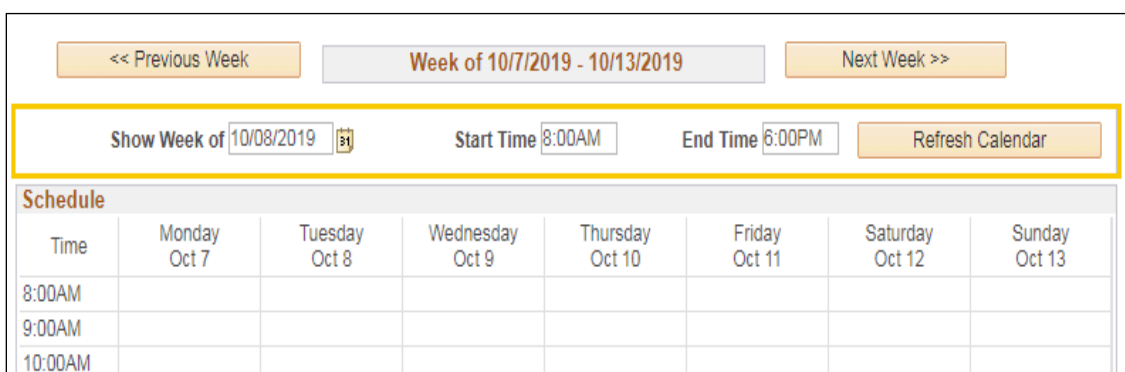 << Previous Week Week of 10/7/2019 - 10/13/2019 Next Week >>
Show Week of 10/08/2019 31 Start Time 8:00AM End Time 6:00PM Refresh Calendar
Schedule
Time Monday Tuesday Wednesday Thursday Friday Saturday Sunday
Oct 7 Oct 8 Oct 9 Oct 10 Oct 11 Oct 12 Oct 13
8:00AM
9:00AM
10:00AM